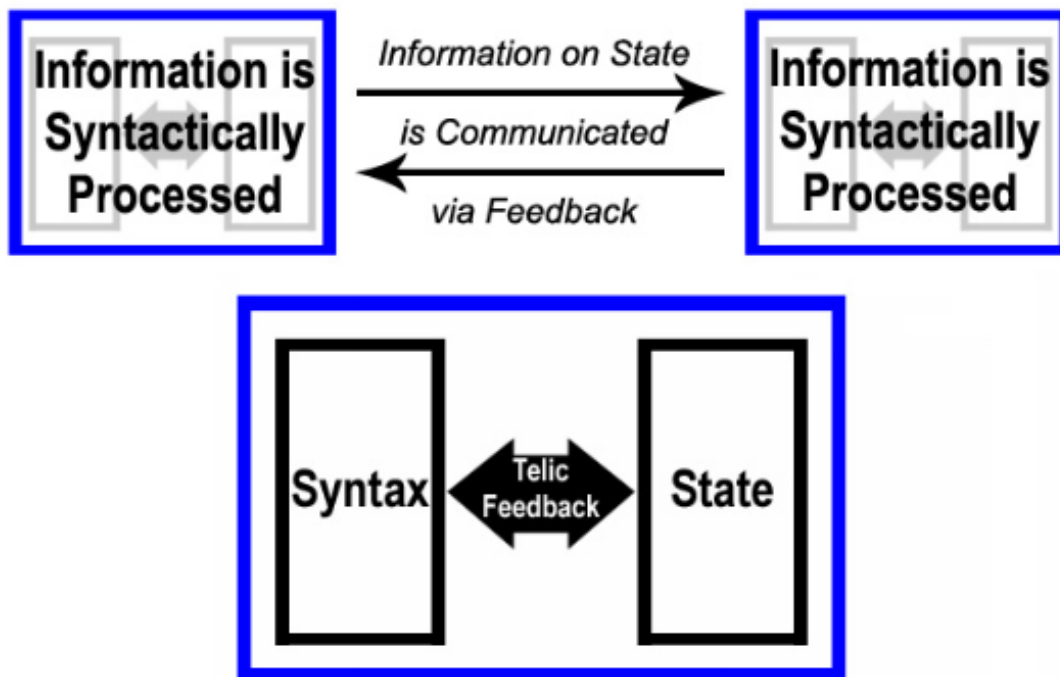 Information is
Syntactically
Processed
Information on State
is Communicated
via Feedback
Information is
Syntactically
Processed
Syntax
Telic
Feedback
State